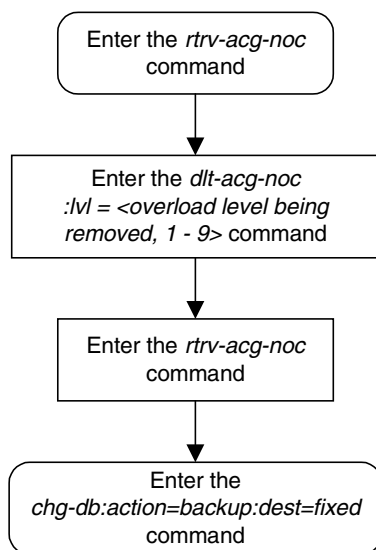 Enter the rtrv-acg-noc
command
Enter the dlt-acg-noc
:lvl = <overload level being
removed, 1 - 9> command
Enter the rtrv-acg-noc
command
Enter the
chg-db:action=backup:dest=fixed
command